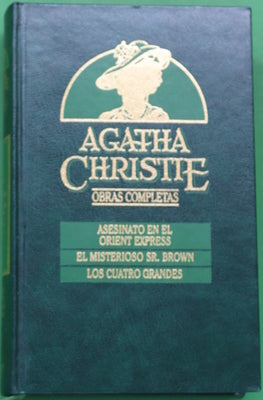 AGATHA
CHRISTIE
OBRAS COMPLETAS
ASESINATO EN EL
ORIENT EXPRESS
EL MISTERIOSO SR. BROWN
LOS CUATRO GRANDES